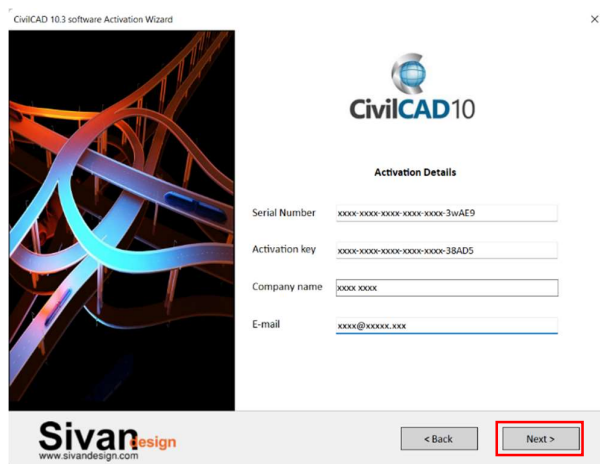 CivilCAD 10.3 software Activation Wizard
CivilCAD10
Activation Details
Serial Number xxxx-xxxx-xxxx-xxxx-xxxx-3wAE9
Activation key xxxx-xxxx-xxxx-xxxx-xxxx-38AD5
Company name xxxx xxxx
E-mail xxxx@xxxxx.xxx
Sivan design
www.sivandesign.com
< Back Next >